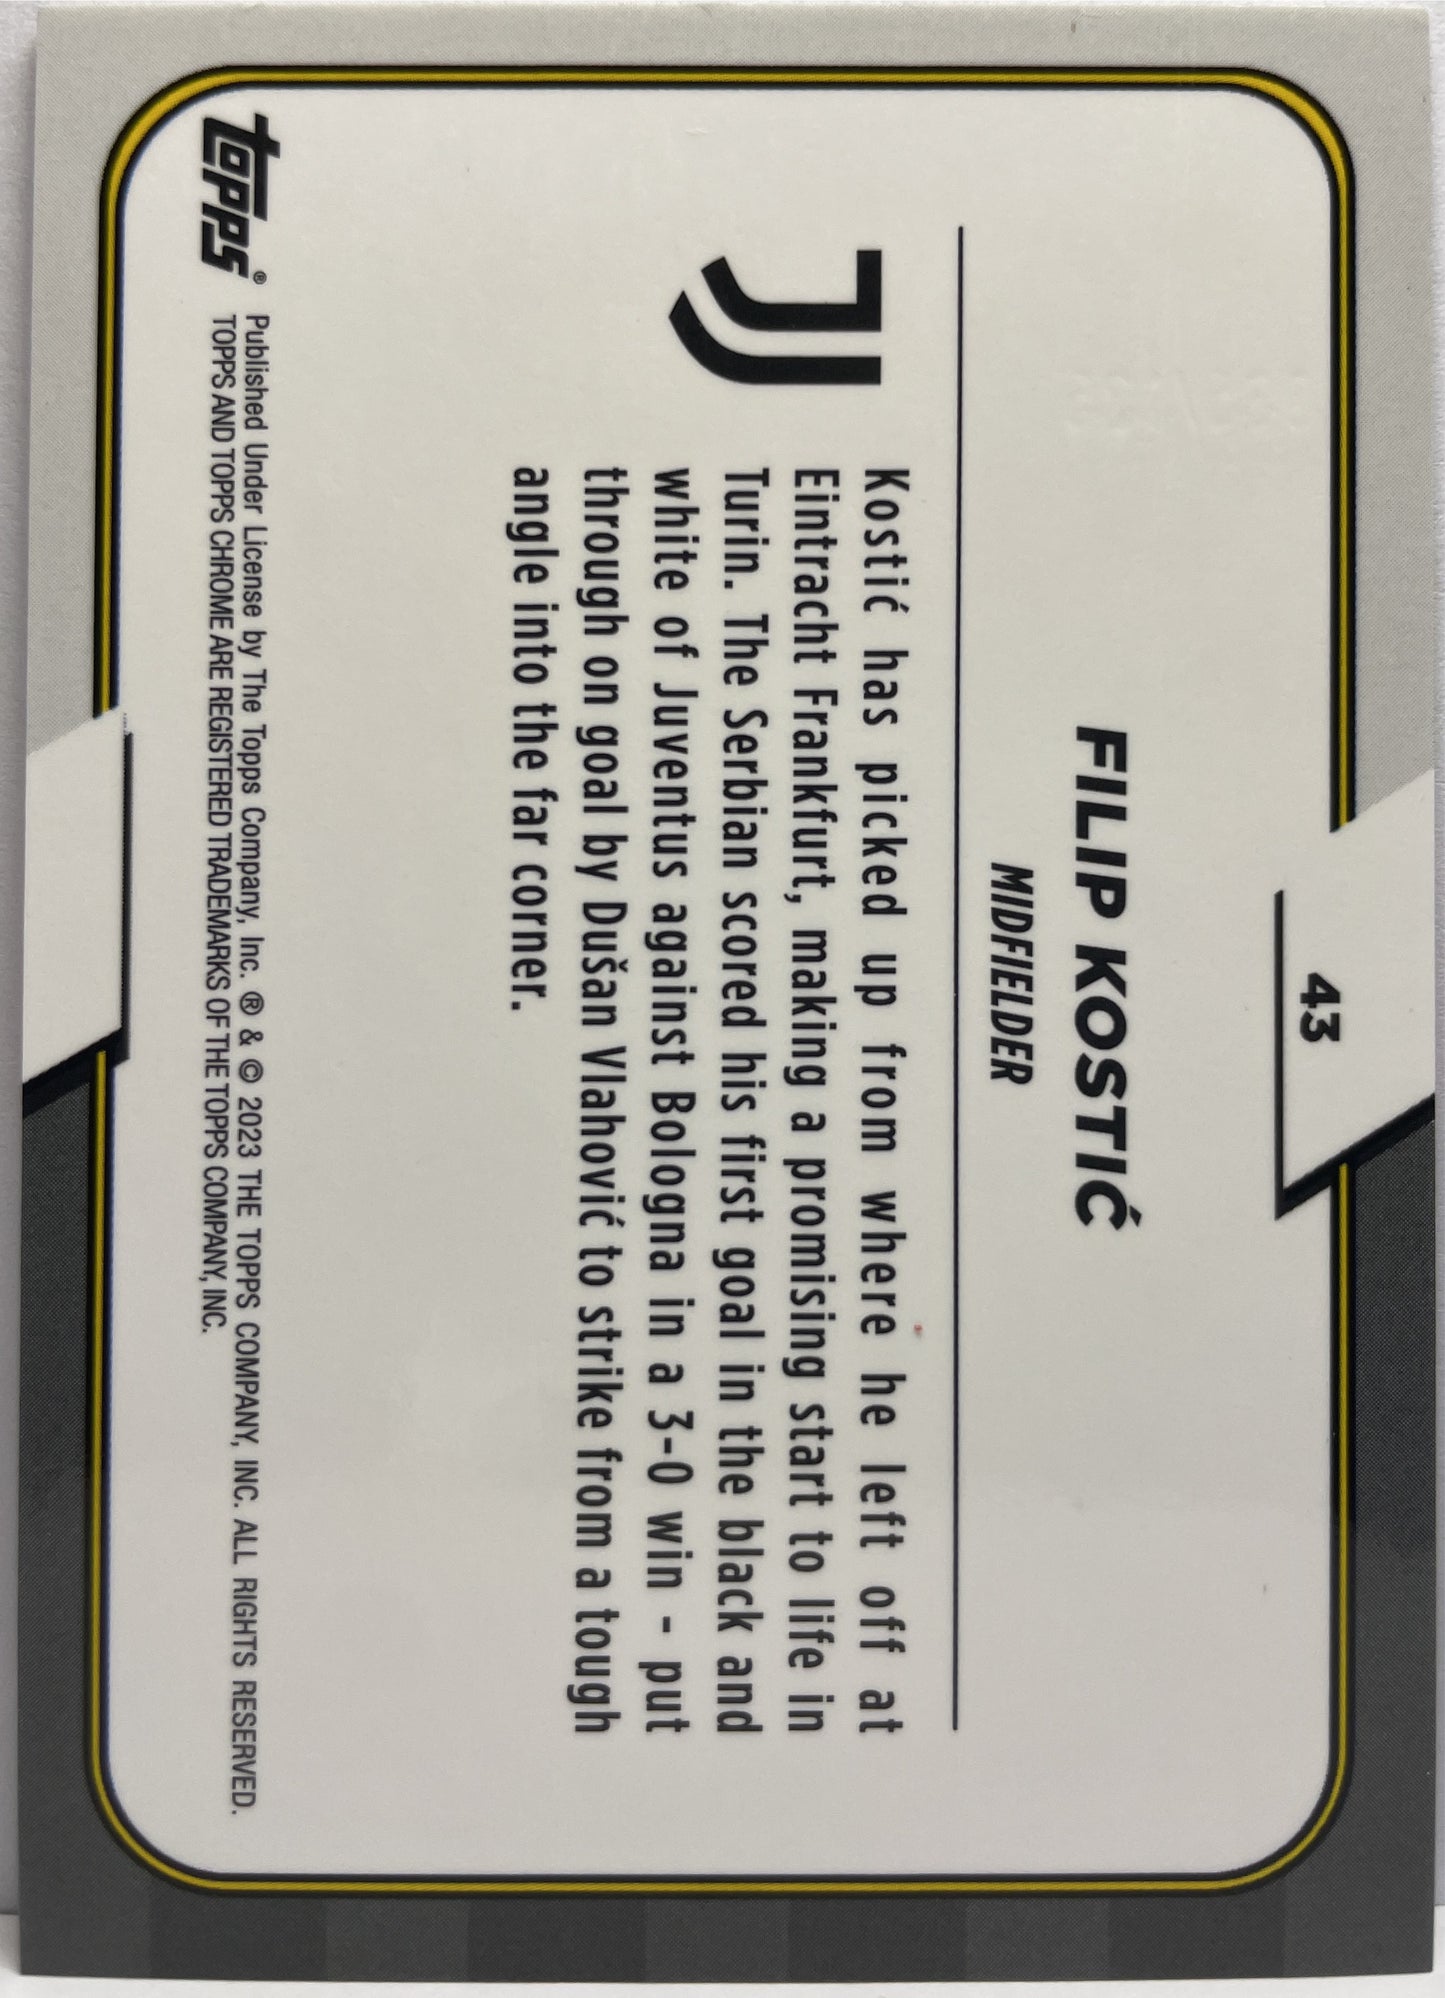 43
FILIP KOSTIĆ
MIDFIELDER
Kostić has picked up from where he left off at
Eintracht Frankfurt, making a promising start to life in
Turin. The Serbian scored his first goal in the black and
white of Juventus against Bologna in a 3-0 win - put
through on goal by Dušan Vlahović to strike from a tough
angle into the far corner.
topps®
Published Under License by The Topps Company, Inc. ® & © 2023 THE TOPPS COMPANY, INC. ALL RIGHTS RESERVED.
TOPPS AND TOPPS CHROME ARE REGISTERED TRADEMARKS OF THE TOPPS COMPANY, INC.